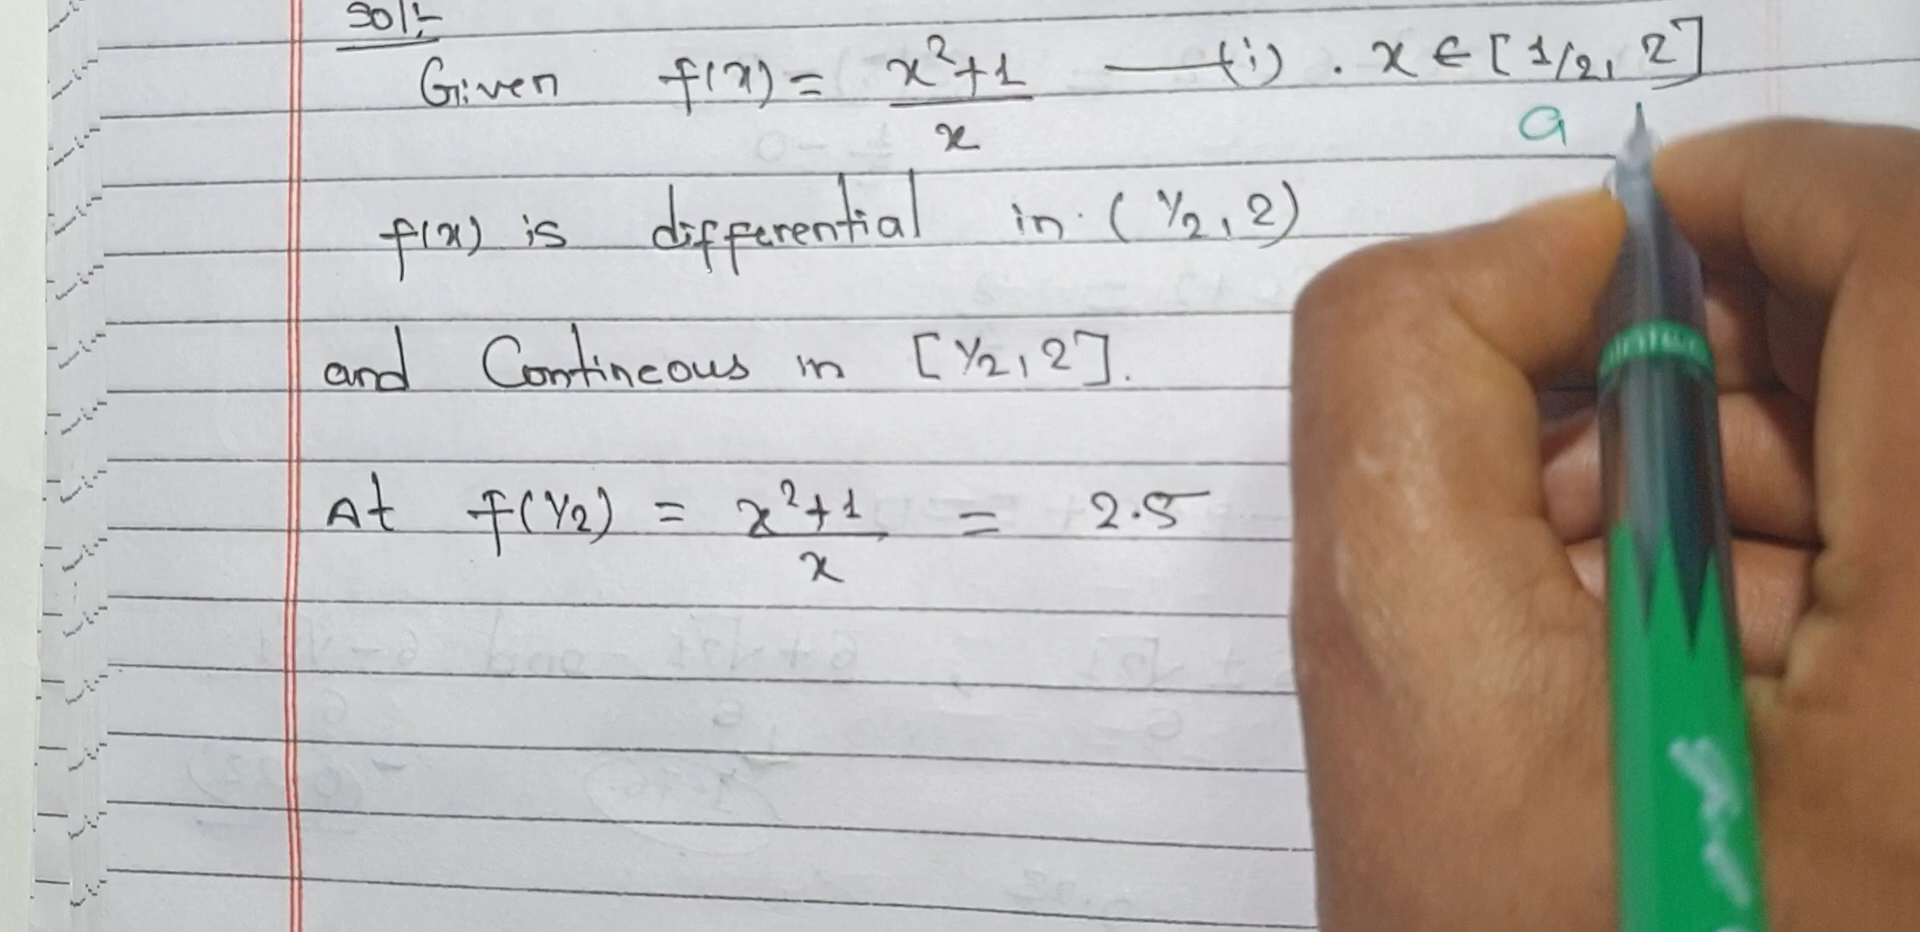 Sol:-
Given f(x) = x²+1 / x —(i) . x ∈ [1/2, 2]
a
f(x) is differential in (1/2, 2)
and Contineous in [1/2, 2].
At f(1/2) = x²+1 / x = 2.5